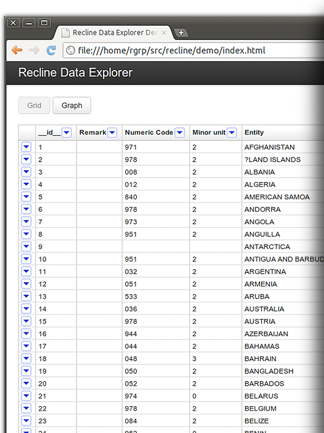 Recline Data Explorer De
file:///home/rgrp/src/recline/demo/index.html
Recline Data Explorer
Grid Graph
__id__ Remark Numeric Code Minor unit Entity
1 971 2 AFGHANISTAN
2 978 2 ?LAND ISLANDS
3 008 2 ALBANIA
4 012 2 ALGERIA
5 840 2 AMERICAN SAMOA
6 978 2 ANDORRA
7 973 2 ANGOLA
8 951 2 ANGUILLA
9 ANTARCTICA
10 951 2 ANTIGUA AND BARBUD
11 032 2 ARGENTINA
12 051 2 ARMENIA
13 533 2 ARUBA
14 036 2 AUSTRALIA
15 978 2 AUSTRIA
16 944 2 AZERBAIJAN
17 044 2 BAHAMAS
18 048 3 BAHRAIN
19 050 2 BANGLADESH
20 052 2 BARBADOS
21 974 0 BELARUS
22 978 2 BELGIUM
23 084 2 BELIZE